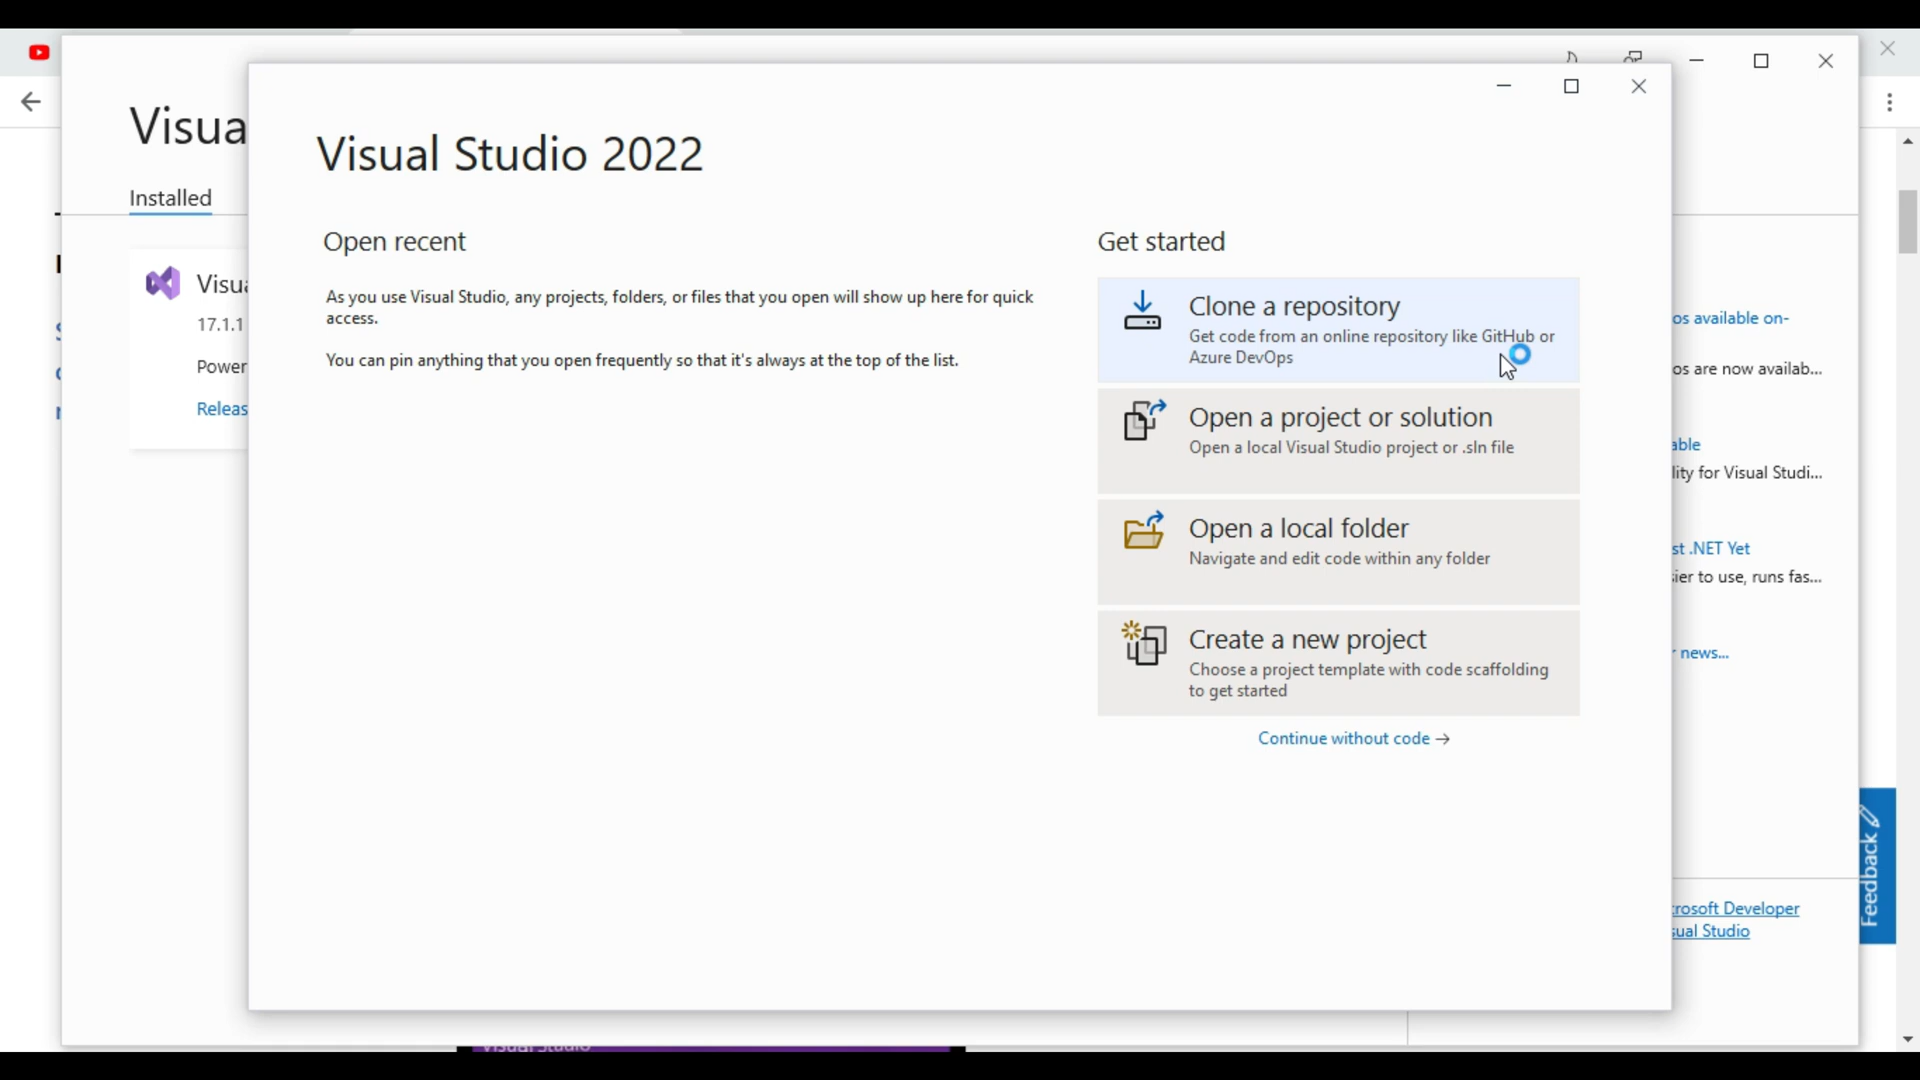 Visua
Installed
Visua
17.1.1
Power
Releas
Visual Studio 2022
Open recent
As you use Visual Studio, any projects, folders, or files that you open will show up here for quick
access.
You can pin anything that you open frequently so that it's always at the top of the list.
Get started
Clone a repository
Get code from an online repository like GitHub or
Azure DevOps
Open a project or solution
Open a local Visual Studio project or .sln file
Open a local folder
Navigate and edit code within any folder
Create a new project
Choose a project template with code scaffolding
to get started
Continue without code →
os available on-
os are now availab...
able
lity for Visual Studi...
st .NET Yet
ier to use, runs fas...
news...
rosoft Developer
sual Studio
Feedback
Visual Studio